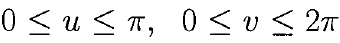 0 ≤ u ≤ π, 0 ≤ v ≤ 2π